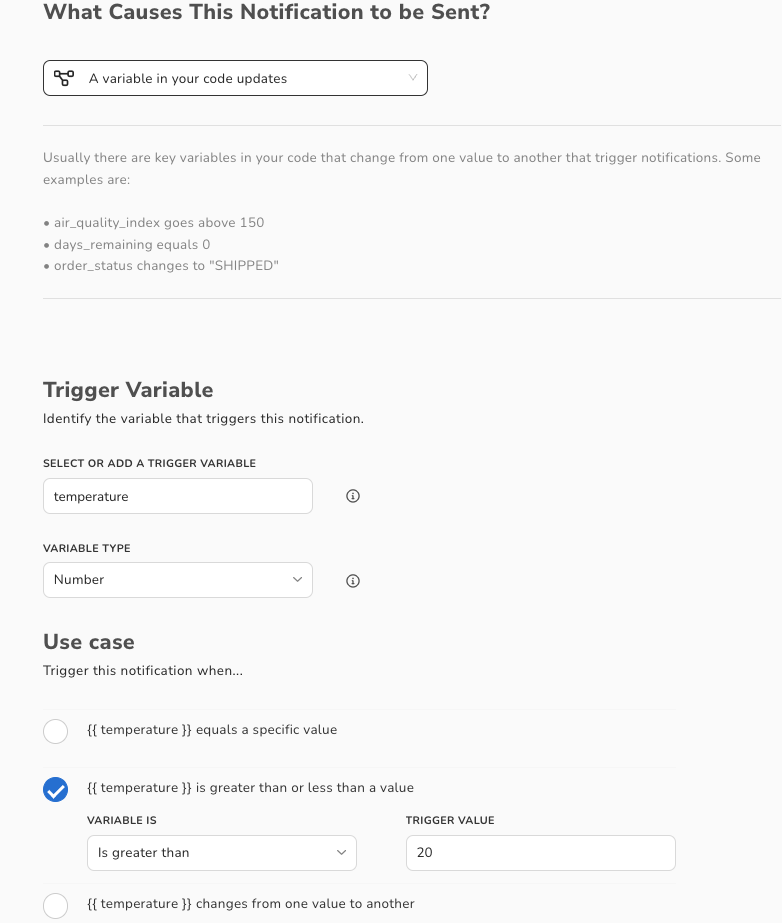 What Causes This Notification to be Sent?
A variable in your code updates
Usually there are key variables in your code that change from one value to another that trigger notifications. Some
examples are:
• air_quality_index goes above 150
• days_remaining equals 0
• order_status changes to "SHIPPED"
Trigger Variable
Identify the variable that triggers this notification.
SELECT OR ADD A TRIGGER VARIABLE
temperature
VARIABLE TYPE
Number
Use case
Trigger this notification when...
{{ temperature }} equals a specific value
{{ temperature }} is greater than or less than a value
VARIABLE IS TRIGGER VALUE
Is greater than 20
{{ temperature }} changes from one value to another